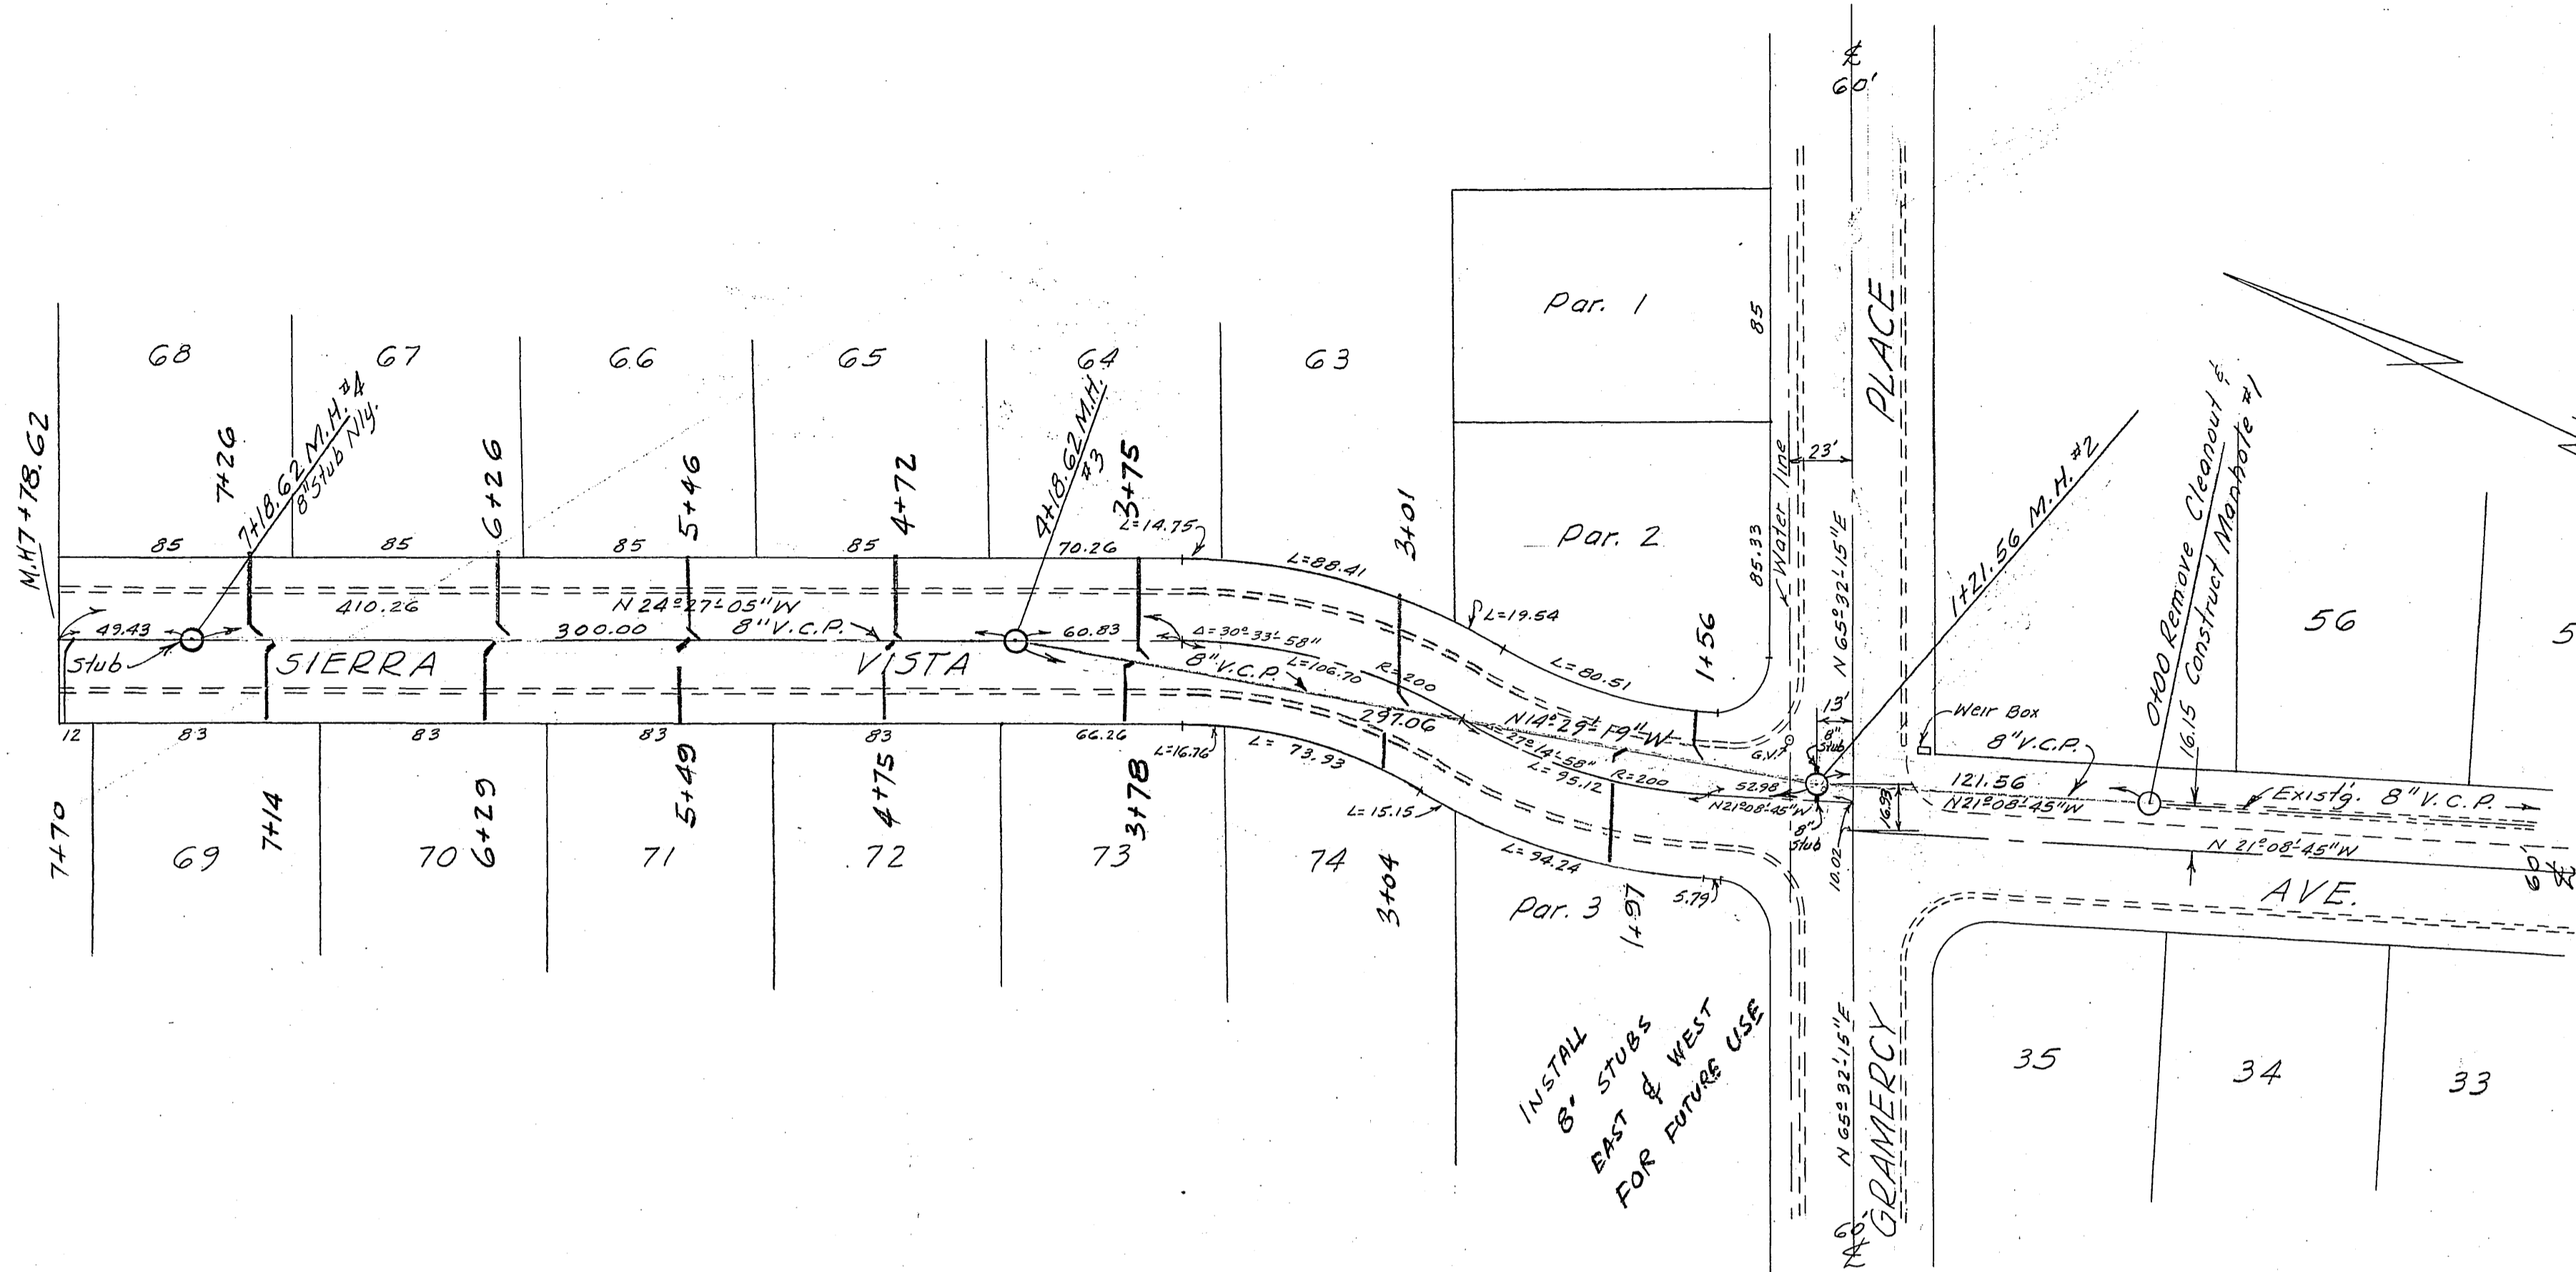 60'
PLACE
Par. 1
85
68
67
66
65
64
63
M.H 7+78.62
7+26
7+18.62 M.H. #4
8" Stub Nly.
6+26
5+46
4+72
4+18.62 M.H.
#3
3+75
3+01
L=14.75
85
85
85
85
70.26
L=88.41
Par. 2
85.33
Water line
23'
N 65°-32'-15"E
1+21.56 M.H. #2
0+00 Remove Cleanout &
16.15 Construct Manhole #1
56
5
N
L=19.54
L=80.51
1+56
410.26
N 24°27'-05"W
49.43
300.00
8" V.C.P.
60.83
Δ=30°-33'-58"
L=106.70
R=200
Stub
SIERRA
VISTA
8" V.C.P.
297.06
N14°-29'-19"-W
27°-14'-58"
L=95.12
R=200
G.V.
13'
8"
Stub
Weir Box
8" V.C.P.
52.98
N21°08'-45"W
8"
Stub
16.93
10.02
121.56
N21°08'-45"W
Exist'g. 8" V.C.P.
N 21°08'-45"W
60'
AVE.
12
83
83
83
83
66.26
L=16.76
L= 73.93
L=15.15
L=94.24
5.79
7+70
7+14
6+29
5+49
4+75
3+78
3+04
1+97
69
70
71
72
73
74
Par. 3
INSTALL
8" STUBS
EAST & WEST
FOR FUTURE USE
N 65°32'-15"E
GRAMERCY
60'
35
34
33